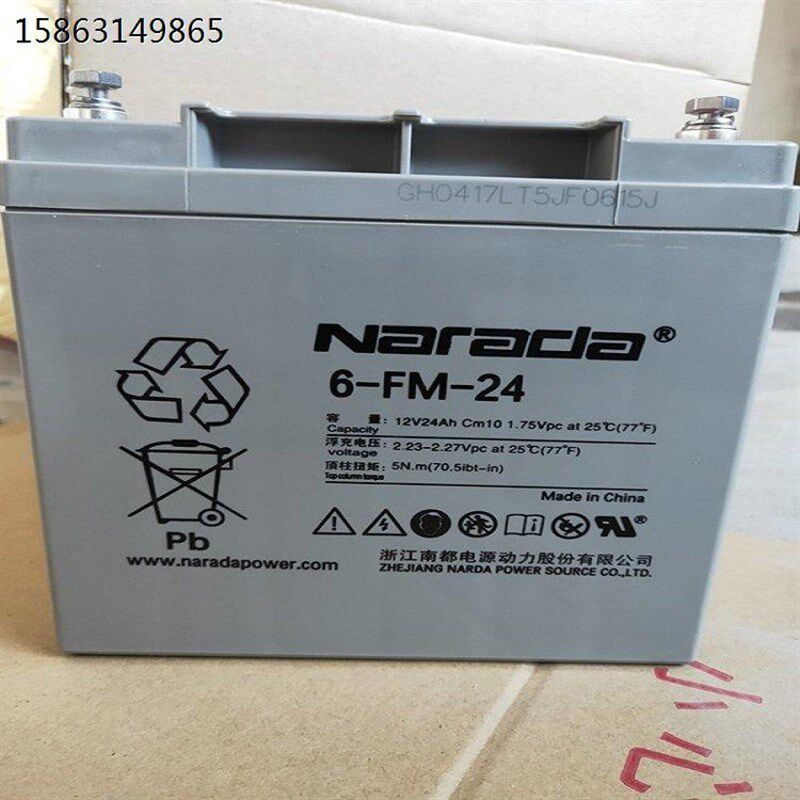 15863149865
GH0417LT5JF0615J
Narada®
6-FM-24
容 量: 12V24Ah Cm10 1.75Vpc at 25℃(77°F)
Capacity
浮充电压: 2.23-2.27Vpc at 25℃(77°F)
voltage
顶柱扭矩: 5N.m(70.5ibt-in)
Top column torque
Made in China
Pb
www.naradapower.com
浙江南都电源动力股份有限公司
ZHEJIANG NARDA POWER SOURCE CO.,LTD.
小心